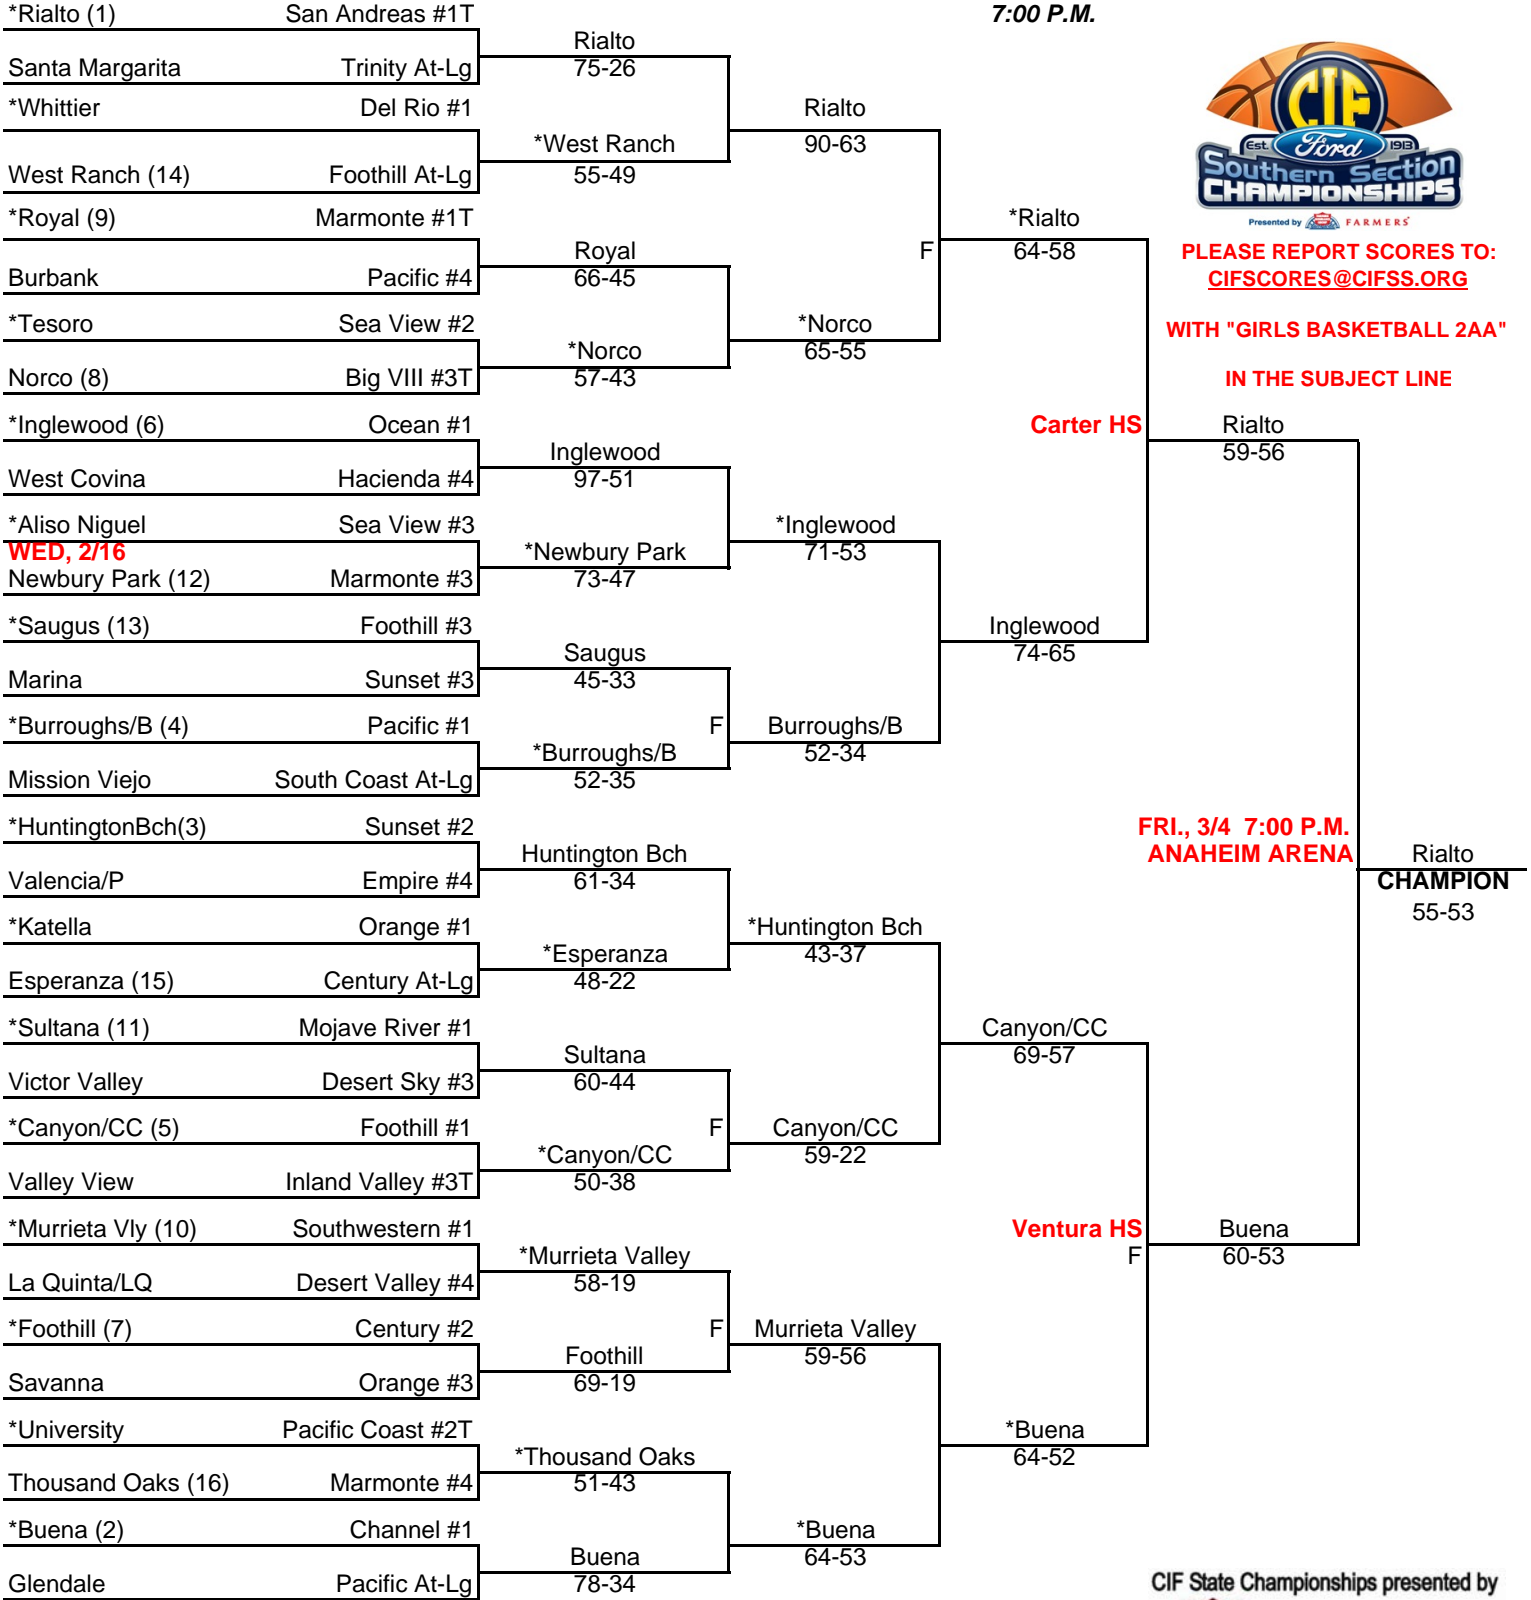 *Rialto (1) San Andreas #1T 7:00 P.M.
Rialto
Santa Margarita Trinity At-Lg 75-26
*Whittier Del Rio #1 Rialto
*West Ranch 90-63
West Ranch (14) Foothill At-Lg 55-49
CIF
Est. Ford 1913
Southern Section
CHAMPIONSHIPS
Presented by FARMERS
*Royal (9) Marmonte #1T *Rialto
Royal F 64-58
Burbank Pacific #4 66-45
PLEASE REPORT SCORES TO:
CIFSCORES@CIFSS.ORG
*Tesoro Sea View #2 *Norco
WITH "GIRLS BASKETBALL 2AA"
*Norco 65-55
Norco (8) Big VIII #3T 57-43
IN THE SUBJECT LINE
*Inglewood (6) Ocean #1 Carter HS Rialto
Inglewood 59-56
West Covina Hacienda #4 97-51
*Aliso Niguel Sea View #3 *Inglewood
WED, 2/16 *Newbury Park 71-53
Newbury Park (12) Marmonte #3 73-47
*Saugus (13) Foothill #3 Inglewood
Saugus 74-65
Marina Sunset #3 45-33
*Burroughs/B (4) Pacific #1 F Burroughs/B
*Burroughs/B 52-34
Mission Viejo South Coast At-Lg 52-35
*HuntingtonBch(3) Sunset #2 FRI., 3/4 7:00 P.M.
Huntington Bch ANAHEIM ARENA Rialto
Valencia/P Empire #4 61-34 CHAMPION
55-53
*Katella Orange #1 *Huntington Bch
*Esperanza 43-37
Esperanza (15) Century At-Lg 48-22
*Sultana (11) Mojave River #1 Canyon/CC
Sultana 69-57
Victor Valley Desert Sky #3 60-44
*Canyon/CC (5) Foothill #1 F Canyon/CC
*Canyon/CC 59-22
Valley View Inland Valley #3T 50-38
*Murrieta Vly (10) Southwestern #1 Ventura HS Buena
*Murrieta Valley F 60-53
La Quinta/LQ Desert Valley #4 58-19
*Foothill (7) Century #2 F Murrieta Valley
Foothill 59-56
Savanna Orange #3 69-19
*University Pacific Coast #2T *Buena
*Thousand Oaks 64-52
Thousand Oaks (16) Marmonte #4 51-43
*Buena (2) Channel #1 *Buena
Buena 64-53
Glendale Pacific At-Lg 78-34
CIF State Championships presented by